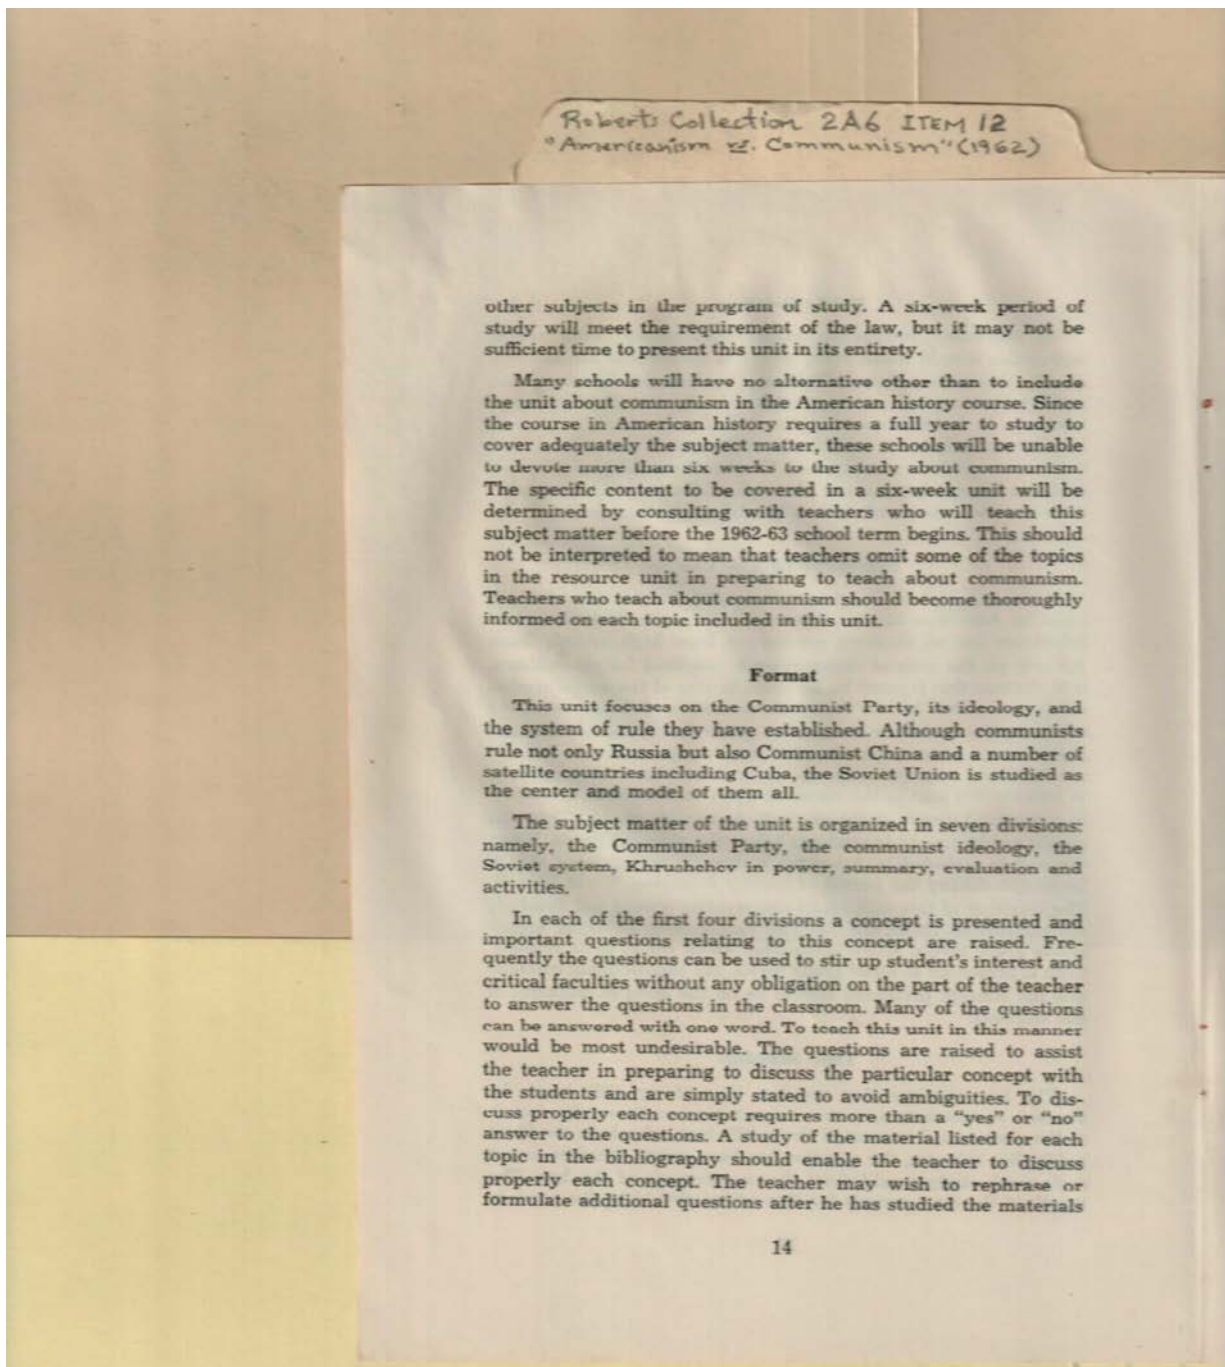 Roberts Collection 2A6 ITEM 12
"Americanism vs. Communism" (1962)
other subjects in the program of study. A six-week period of
study will meet the requirement of the law, but it may not be
sufficient time to present this unit in its entirety.
Many schools will have no alternative other than to include
the unit about communism in the American history course. Since
the course in American history requires a full year to study to
cover adequately the subject matter, these schools will be unable
to devote more than six weeks to the study about communism.
The specific content to be covered in a six-week unit will be
determined by consulting with teachers who will teach this
subject matter before the 1962-63 school term begins. This should
not be interpreted to mean that teachers omit some of the topics
in the resource unit in preparing to teach about communism.
Teachers who teach about communism should become thoroughly
informed on each topic included in this unit.
Format
This unit focuses on the Communist Party, its ideology, and
the system of rule they have established. Although communists
rule not only Russia but also Communist China and a number of
satellite countries including Cuba, the Soviet Union is studied as
the center and model of them all.
The subject matter of the unit is organized in seven divisions:
namely, the Communist Party, the communist ideology, the
Soviet system, Khrushchev in power, summary, evaluation and
activities.
In each of the first four divisions a concept is presented and
important questions relating to this concept are raised. Fre-
quently the questions can be used to stir up student's interest and
critical faculties without any obligation on the part of the teacher
to answer the questions in the classroom. Many of the questions
can be answered with one word. To teach this unit in this manner
would be most undesirable. The questions are raised to assist
the teacher in preparing to discuss the particular concept with
the students and are simply stated to avoid ambiguities. To dis-
cuss properly each concept requires more than a "yes" or "no"
answer to the questions. A study of the material listed for each
topic in the bibliography should enable the teacher to discuss
properly each concept. The teacher may wish to rephrase or
formulate additional questions after he has studied the materials
14